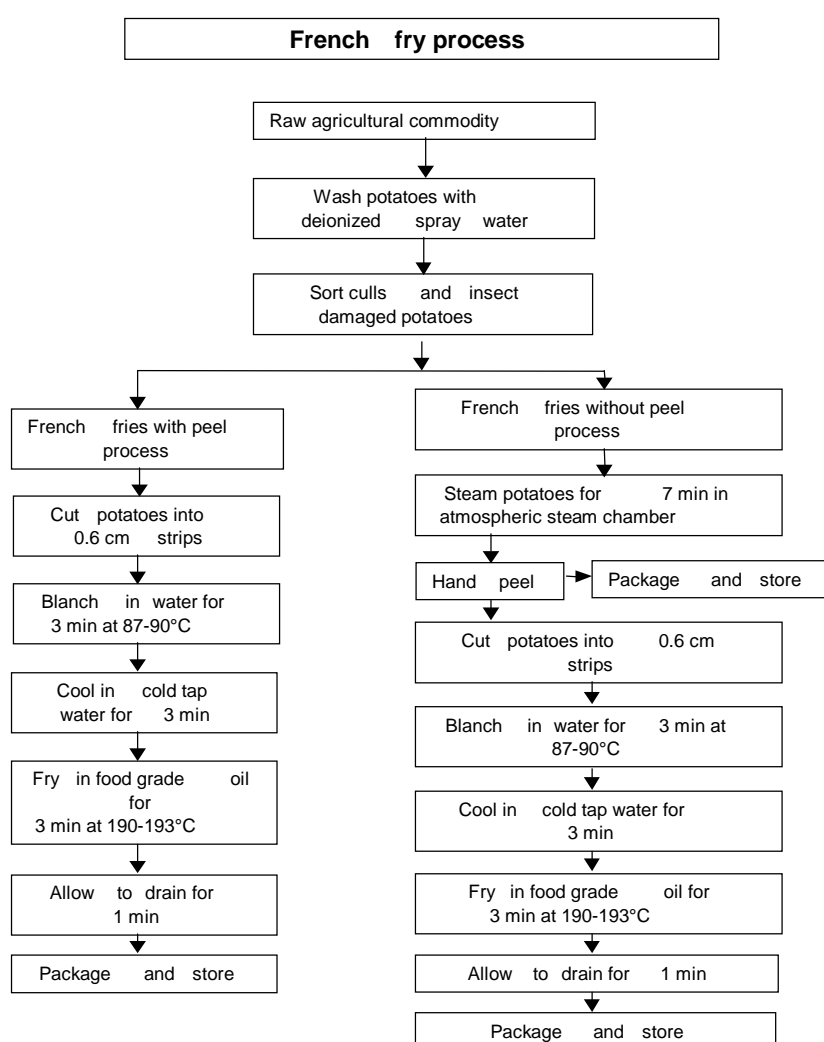 French fry process
Raw agricultural commodity
Wash potatoes with
deionized spray water
Sort culls and insect
damaged potatoes
French fries with peel
process
Cut potatoes into
0.6 cm strips
Blanch in water for
3 min at 87-90°C
Cool in cold tap
water for 3 min
Fry in food grade oil
for
3 min at 190-193°C
Allow to drain for
1 min
Package and store
French fries without peel
process
Steam potatoes for 7 min in
atmospheric steam chamber
Hand peel
Package and store
Cut potatoes into 0.6 cm
strips
Blanch in water for 3 min at
87-90°C
Cool in cold tap water for
3 min
Fry in food grade oil for
3 min at 190-193°C
Allow to drain for 1 min
Package and store